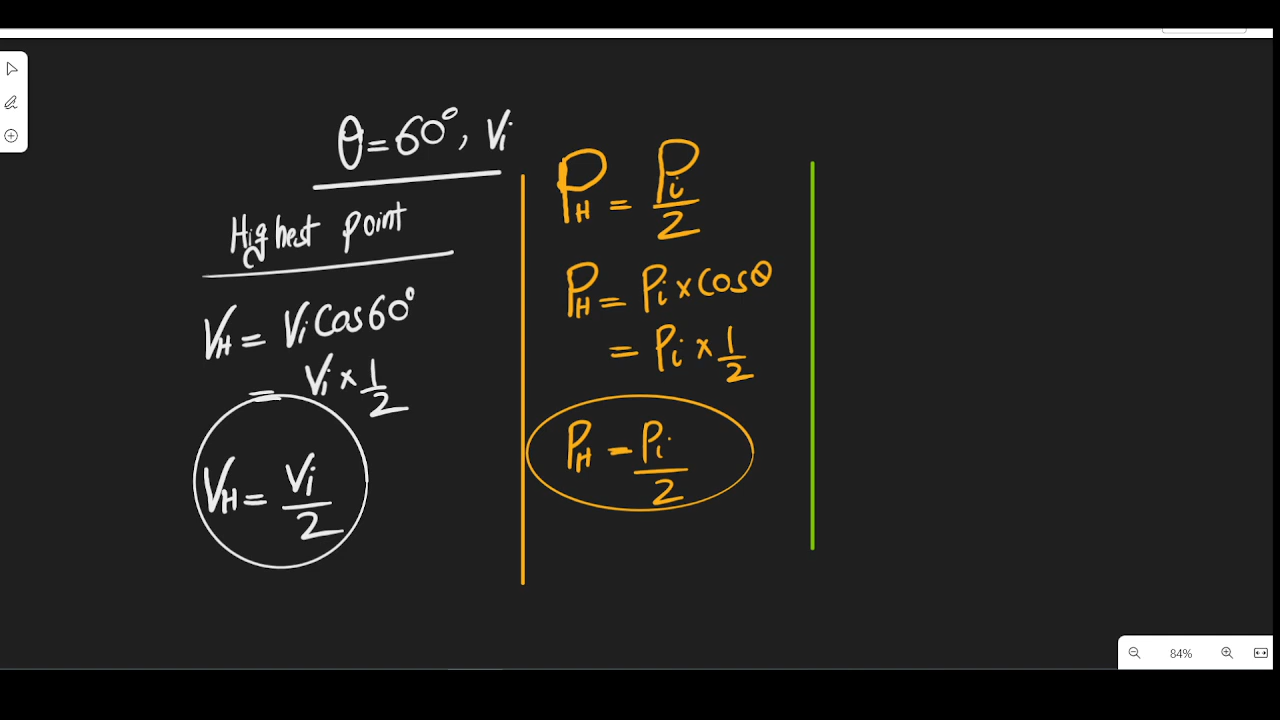 θ = 60°, Vi
Highest point
VH = Vi Cos60°
= Vi × 1/2
VH = Vi/2
PH = Pi/2
PH = Pi × Cosθ
= Pi × 1/2
PH = Pi/2
84%